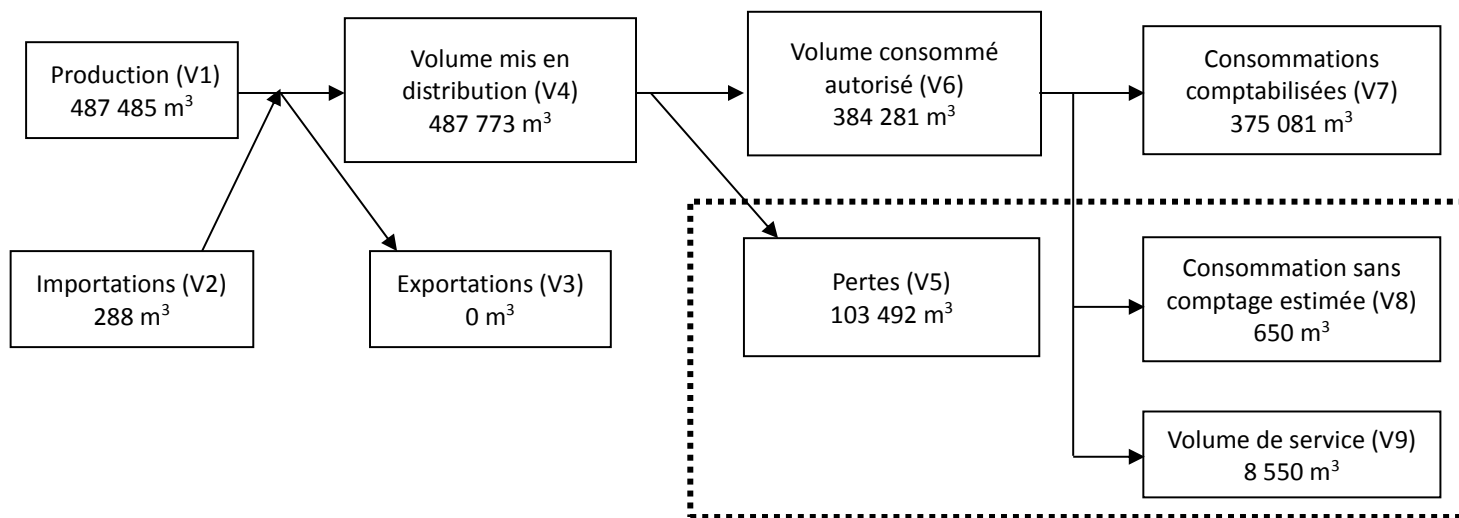 Production (V1)
487 485 m³
Volume mis en
distribution (V4)
487 773 m³
Volume consommé
autorisé (V6)
384 281 m³
Consommations
comptabilisées (V7)
375 081 m³
Importations (V2)
288 m³
Exportations (V3)
0 m³
Pertes (V5)
103 492 m³
Consommation sans
comptage estimée (V8)
650 m³
Volume de service (V9)
8 550 m³